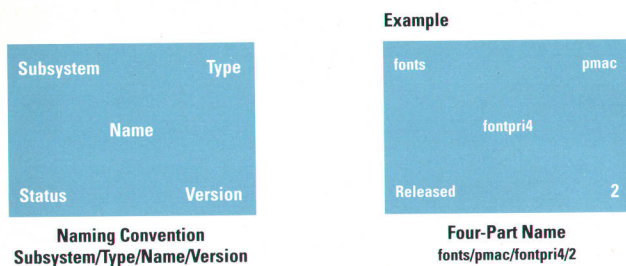 Example
Subsystem Type
Name
Status Version
Naming Convention
Subsystem/Type/Name/Version
fonts pmac
fontpri4
Released 2
Four-Part Name
fonts/pmac/fontpri4/2